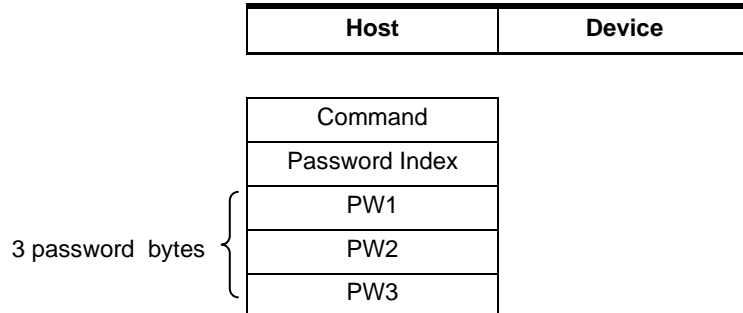 Host Device
Command
Password Index
PW1
3 password bytes PW2
PW3